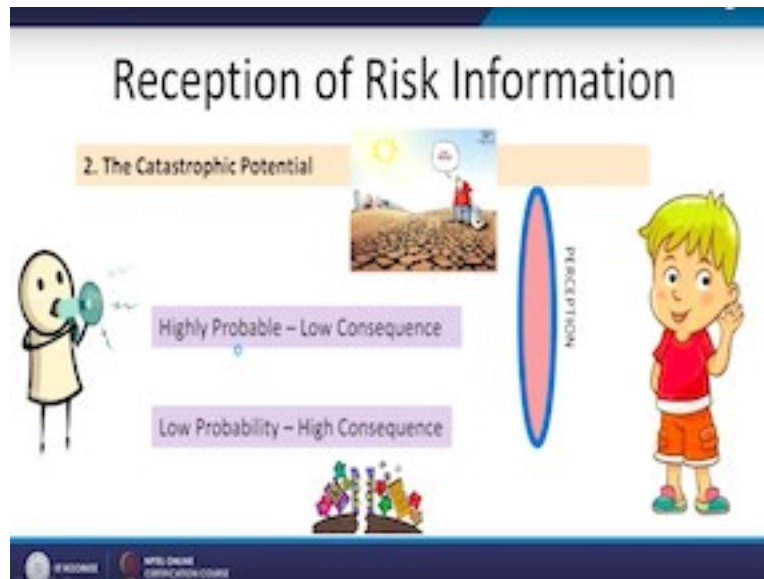 Reception of Risk Information
2. The Catastrophic Potential
PERCEPTION
Highly Probable – Low Consequence
Low Probability – High Consequence
IIT ROORKEE
NPTEL ONLINE
CERTIFICATION COURSE